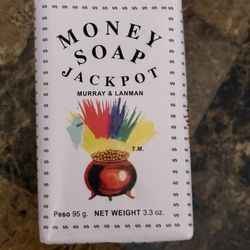 MONEY
SOAP
JACKPOT
MURRAY & LANMAN
T.M.
Peso 95 g. NET WEIGHT 3.3 oz.